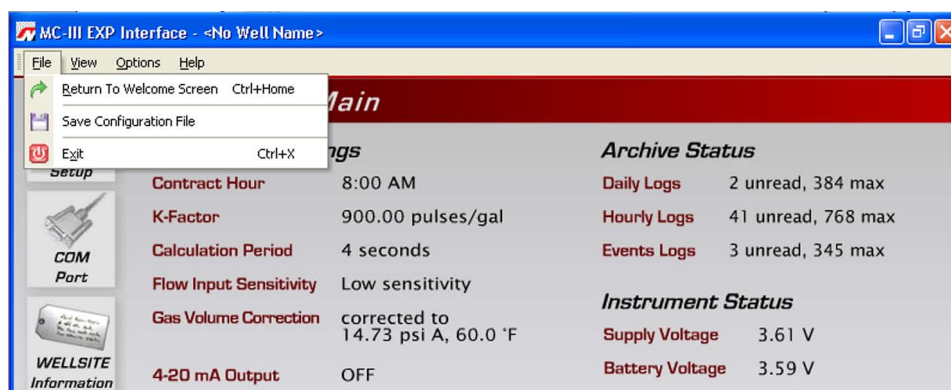 MC-III EXP Interface - <No Well Name>
File View Options Help
Return To Welcome Screen Ctrl+Home
Save Configuration File
Exit Ctrl+X
Main
ngs
Archive Status
Setup
Contract Hour 8:00 AM
Daily Logs 2 unread, 384 max
K-Factor 900.00 pulses/gal
Hourly Logs 41 unread, 768 max
COM
Port
Calculation Period 4 seconds
Events Logs 3 unread, 345 max
Flow Input Sensitivity Low sensitivity
Instrument Status
Gas Volume Correction corrected to
14.73 psi A, 60.0 °F
Supply Voltage 3.61 V
WELLSITE
Information
4-20 mA Output OFF
Battery Voltage 3.59 V